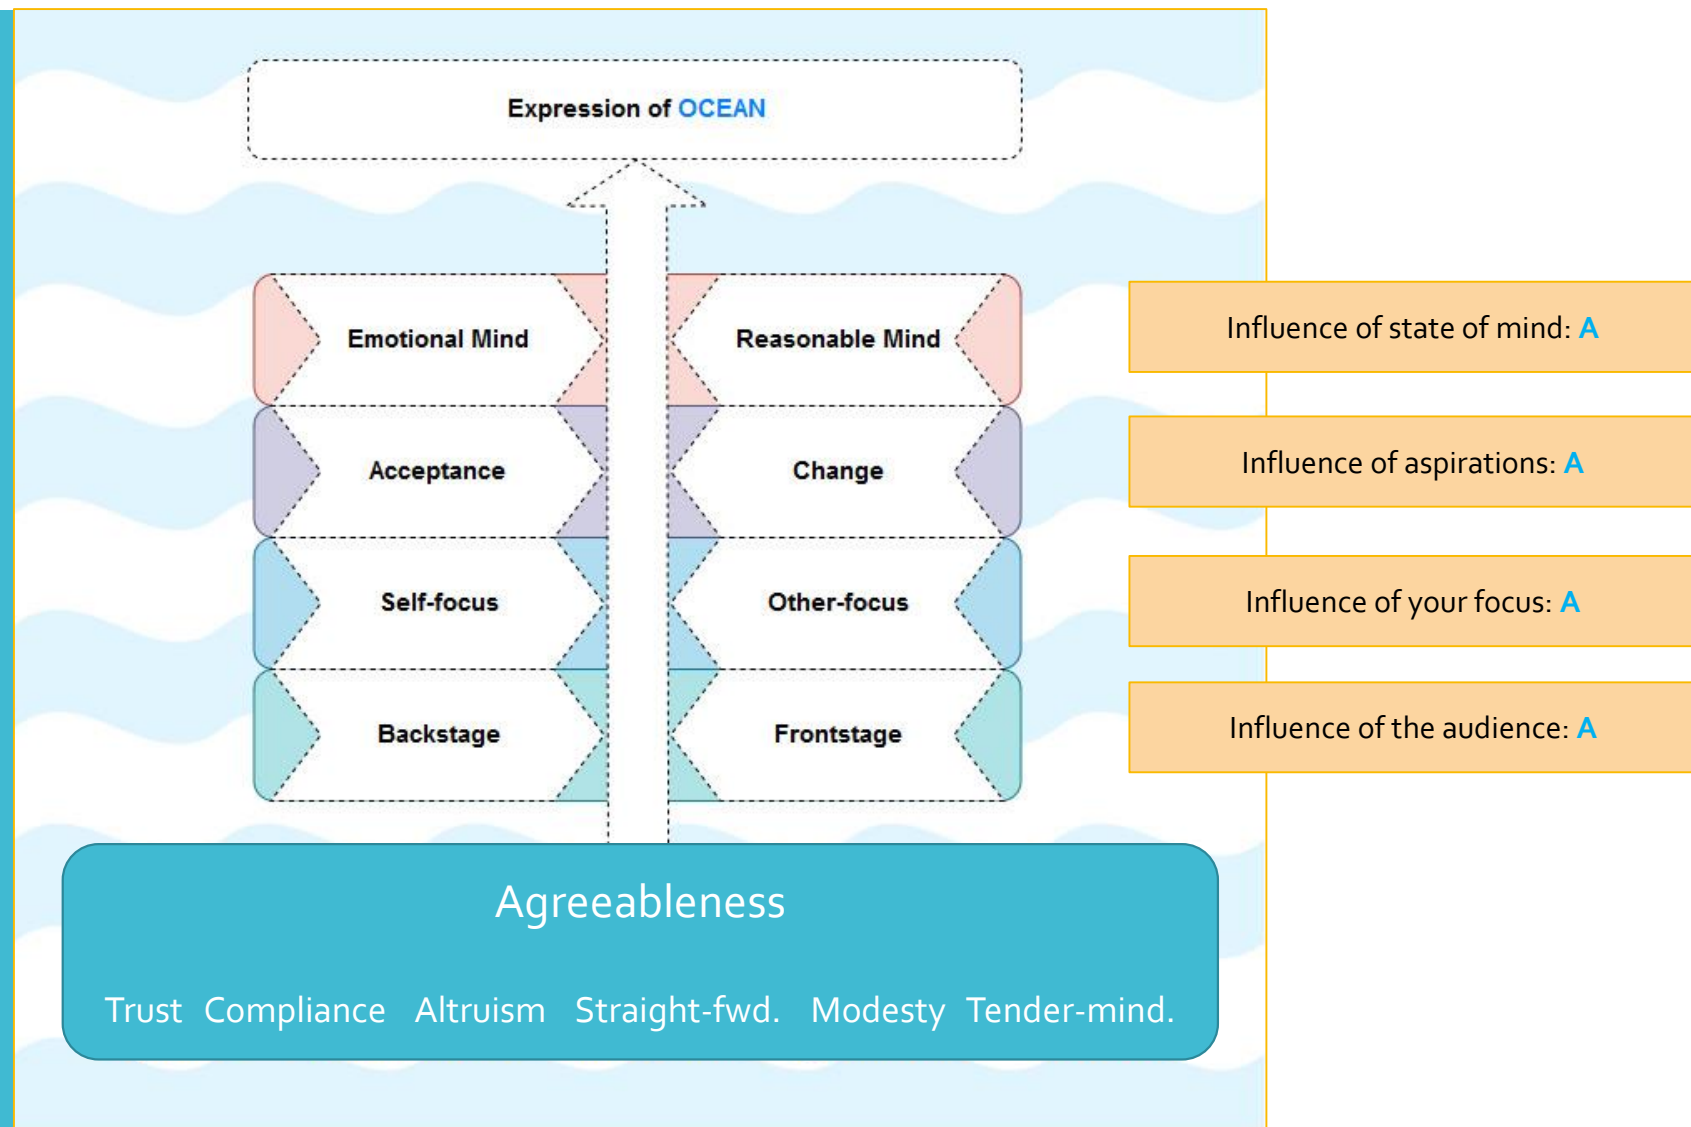 Expression of OCEAN
Emotional Mind
Reasonable Mind
Influence of state of mind: A
Acceptance
Change
Influence of aspirations: A
Self-focus
Other-focus
Influence of your focus: A
Backstage
Frontstage
Influence of the audience: A
Agreeableness
Trust Compliance Altruism Straight-fwd. Modesty Tender-mind.